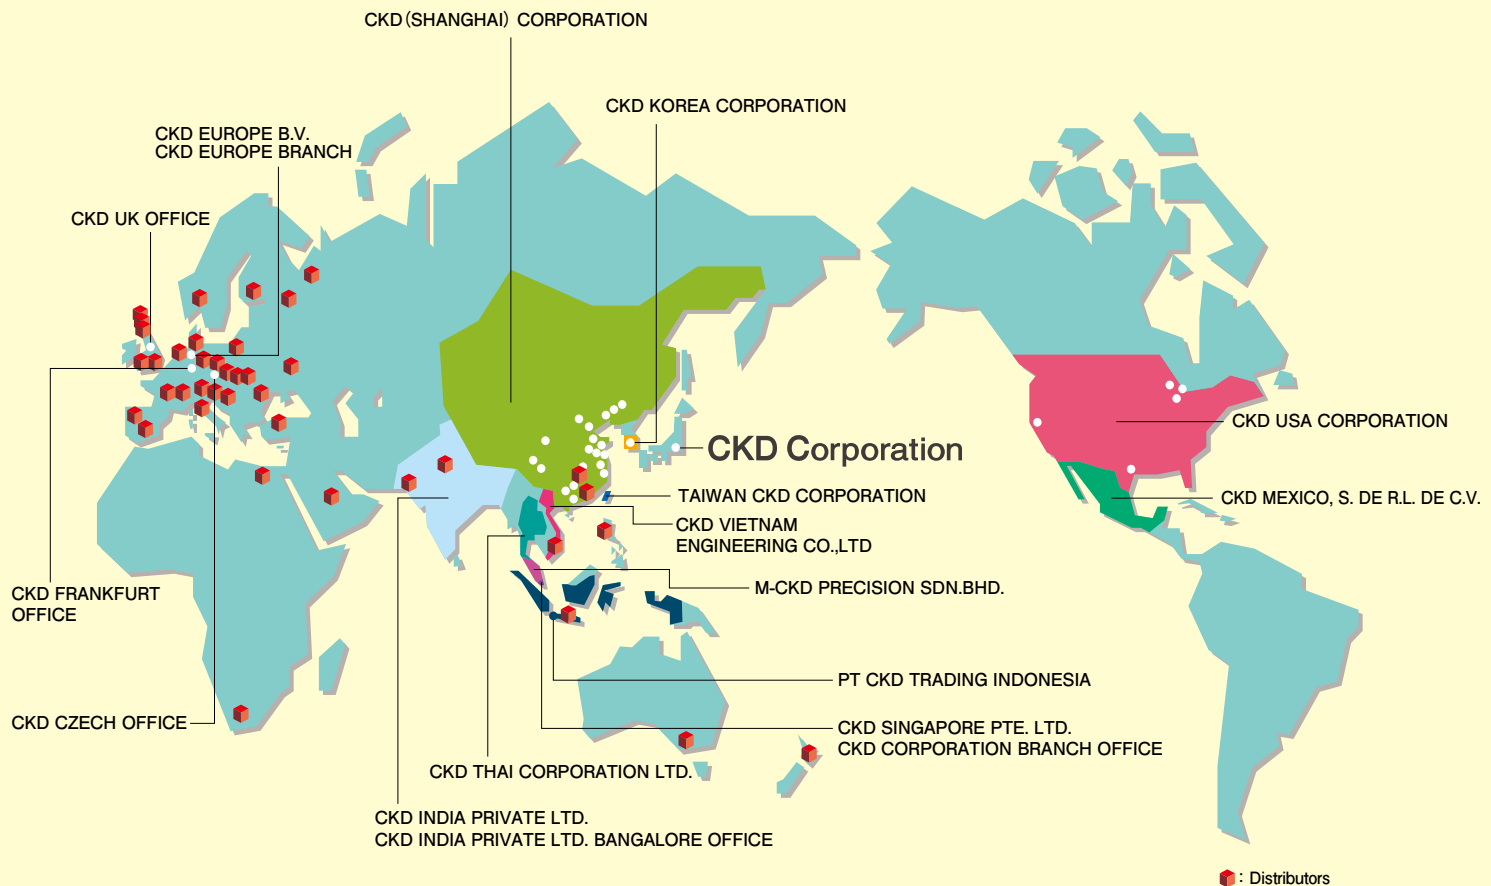 CKD (SHANGHAI) CORPORATION
CKD KOREA CORPORATION
CKD EUROPE B.V.
CKD EUROPE BRANCH
CKD UK OFFICE
CKD USA CORPORATION
CKD Corporation
TAIWAN CKD CORPORATION
CKD MEXICO, S. DE R.L. DE C.V.
CKD VIETNAM
ENGINEERING CO.,LTD
M-CKD PRECISION SDN.BHD.
CKD FRANKFURT
OFFICE
PT CKD TRADING INDONESIA
CKD CZECH OFFICE
CKD SINGAPORE PTE. LTD.
CKD CORPORATION BRANCH OFFICE
CKD THAI CORPORATION LTD.
CKD INDIA PRIVATE LTD.
CKD INDIA PRIVATE LTD. BANGALORE OFFICE
: Distributors